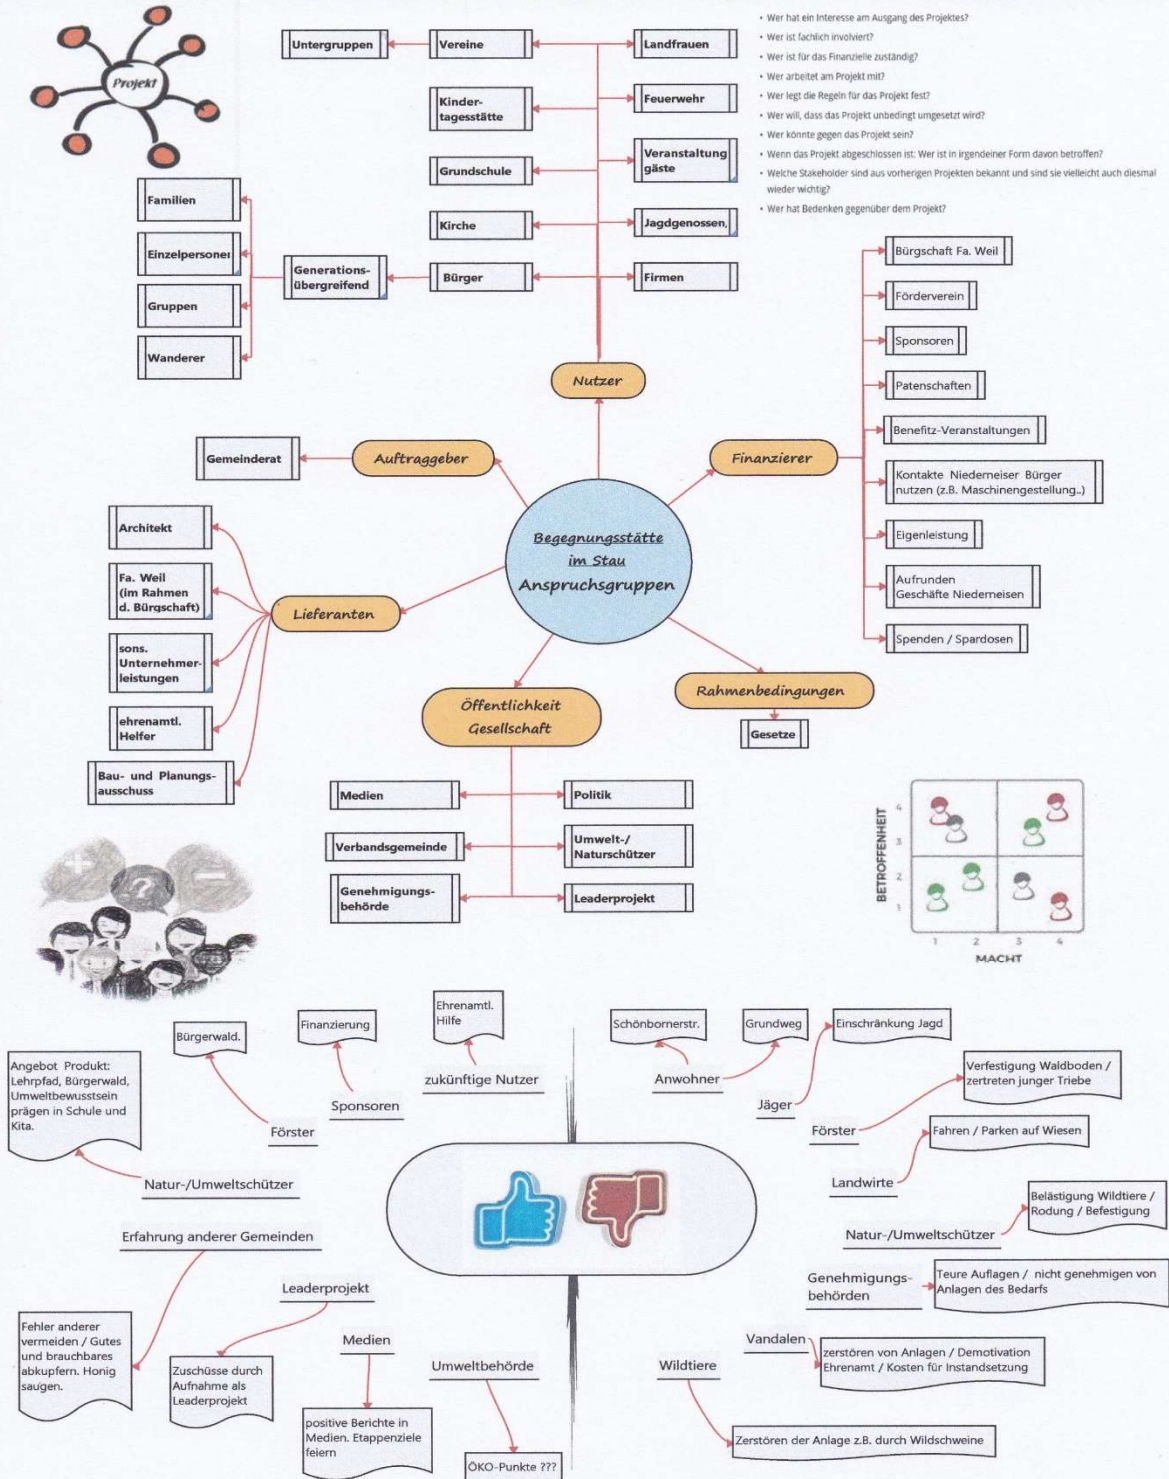 Projekt
• Wer hat ein Interesse am Ausgang des Projektes?
• Wer ist fachlich involviert?
• Wer ist für das Finanzielle zuständig?
• Wer arbeitet am Projekt mit?
• Wer legt die Regeln für das Projekt fest?
• Wer will, dass das Projekt unbedingt umgesetzt wird?
• Wer könnte gegen das Projekt sein?
• Wenn das Projekt abgeschlossen ist: Wer ist in irgendeiner Form davon betroffen?
• Welche Stakeholder sind aus vorherigen Projekten bekannt und sind sie vielleicht auch diesmal
wieder wichtig?
• Wer hat Bedenken gegenüber dem Projekt?
Untergruppen
Vereine
Kinder-
tagesstätte
Grundschule
Kirche
Bürger
Landfrauen
Feuerwehr
Veranstaltung
gäste
Jagdgenossen,
Firmen
Generations-
übergreifend
Familien
Einzelpersonen
Gruppen
Wanderer
Nutzer
Auftraggeber
Gemeinderat
Finanzierer
Bürgschaft Fa. Weil
Förderverein
Sponsoren
Patenschaften
Benefitz-Veranstaltungen
Kontakte Niederneiser Bürger
nutzen (z.B. Maschinengestellung..)
Eigenleistung
Aufrunden
Geschäfte Niederneisen
Spenden / Spardosen
Begegnungsstätte
im Stau
Anspruchsgruppen
Lieferanten
Architekt
Fa. Weil
(im Rahmen
d. Bürgschaft)
sons.
Unternehmer-
leistungen
ehrenamtl.
Helfer
Bau- und Planungs-
ausschuss
Öffentlichkeit
Gesellschaft
Medien
Verbandsgemeinde
Genehmigungs-
behörde
Politik
Umwelt-/
Naturschützer
Leaderprojekt
Rahmenbedingungen
Gesetze
BETROFFENHEIT
4
3
2
1
1 2 3 4
MACHT
+ ? −
Bürgerwald.
Finanzierung
Ehrenamtl.
Hilfe
Angebot Produkt:
Lehrpfad, Bürgerwald,
Umweltbewusstsein
prägen in Schule und
Kita.
zukünftige Nutzer
Sponsoren
Förster
Natur-/Umweltschützer
Erfahrung anderer Gemeinden
Leaderprojekt
Medien
Umweltbehörde
Fehler anderer
vermeiden / Gutes
und brauchbares
abkupfern. Honig
saugen.
Zuschüsse durch
Aufnahme als
Leaderprojekt
positive Berichte in
Medien. Etappenziele
feiern
ÖKO-Punkte ???
Schönbornerstr.
Grundweg
Einschränkung Jagd
Anwohner
Jäger
Verfestigung Waldboden /
zertreten junger Triebe
Förster
Fahren / Parken auf Wiesen
Landwirte
Belästigung Wildtiere /
Rodung / Befestigung
Natur-/Umweltschützer
Genehmigungs-
behörden
Teure Auflagen / nicht genehmigen von
Anlagen des Bedarfs
Vandalen
zerstören von Anlagen / Demotivation
Ehrenamt / Kosten für Instandsetzung
Wildtiere
Zerstören der Anlage z.B. durch Wildschweine